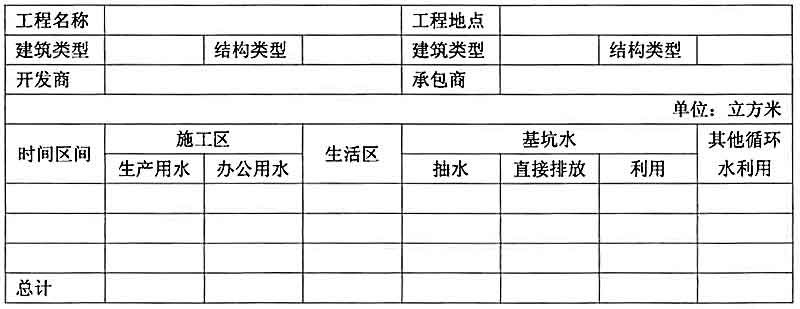 工程名称 工程地点
建筑类型 结构类型 建筑类型 结构类型
开发商 承包商
单位：立方米
时间区间 施工区 生活区 基坑水 其他循环水利用
生产用水 办公用水 抽水 直接排放 利用
总计